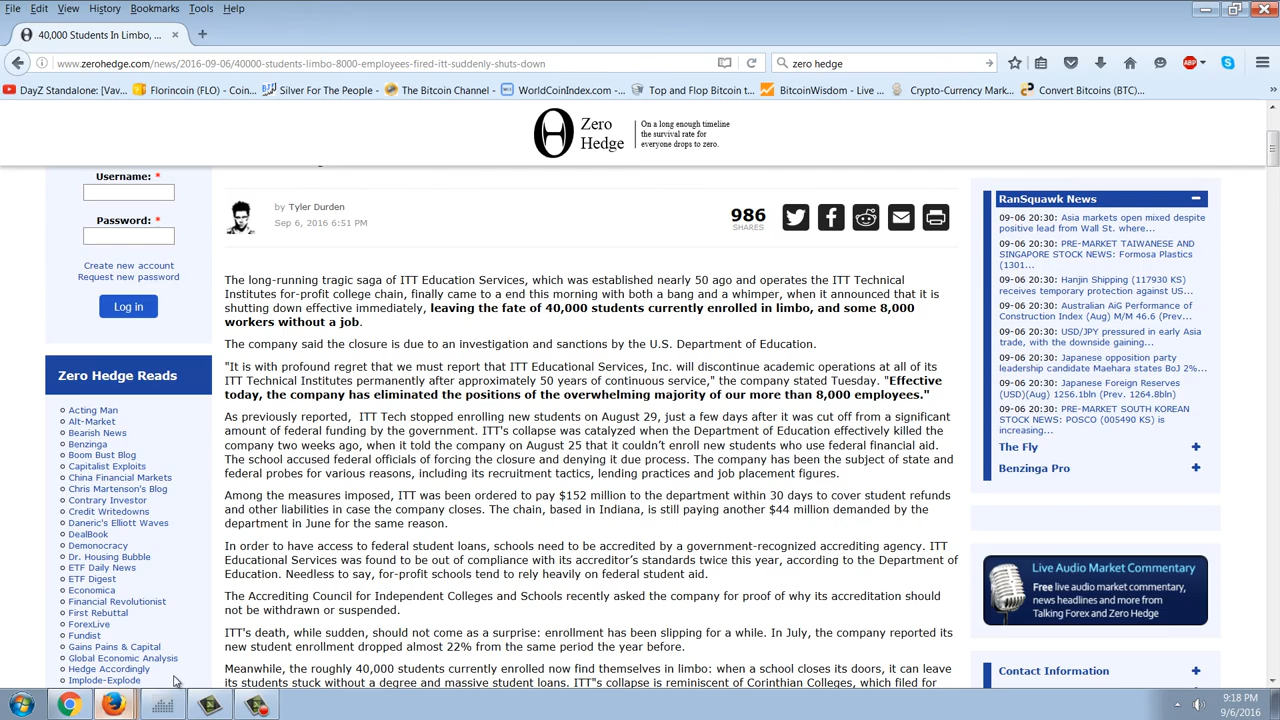 File Edit View History Bookmarks Tools Help
40,000 Students In Limbo, ...
www.zerohedge.com/news/2016-09-06/40000-students-limbo-8000-employees-fired-itt-suddenly-shuts-down
zero hedge
DayZ Standalone: [Vav... Florincoin (FLO) - Coin... Silver For The People - ... The Bitcoin Channel - ... WorldCoinIndex.com -... Top and Flop Bitcoin t... BitcoinWisdom - Live ... Crypto-Currency Mark... Convert Bitcoins (BTC)...
Zero
Hedge
On a long enough timeline
the survival rate for
everyone drops to zero.
Username: *
Password: *
Create new account
Request new password
Log in
Zero Hedge Reads
Acting Man
Alt-Market
Bearish News
Benzinga
Boom Bust Blog
Capitalist Exploits
China Financial Markets
Chris Martenson's Blog
Contrary Investor
Credit Writedowns
Daneric's Elliott Waves
DealBook
Demonocracy
Dr. Housing Bubble
ETF Daily News
ETF Digest
Economica
Financial Revolutionist
First Rebuttal
ForexLive
Fundist
Gains Pains & Capital
Global Economic Analysis
Hedge Accordingly
Implode-Explode
by Tyler Durden
Sep 6, 2016 6:51 PM
986
SHARES
The long-running tragic saga of ITT Education Services, which was established nearly 50 ago and operates the ITT Technical
Institutes for-profit college chain, finally came to a end this morning with both a bang and a whimper, when it announced that it is
shutting down effective immediately, leaving the fate of 40,000 students currently enrolled in limbo, and some 8,000
workers without a job.
The company said the closure is due to an investigation and sanctions by the U.S. Department of Education.
"It is with profound regret that we must report that ITT Educational Services, Inc. will discontinue academic operations at all of its
ITT Technical Institutes permanently after approximately 50 years of continuous service," the company stated Tuesday. "Effective
today, the company has eliminated the positions of the overwhelming majority of our more than 8,000 employees."
As previously reported, ITT Tech stopped enrolling new students on August 29, just a few days after it was cut off from a significant
amount of federal funding by the government. ITT's collapse was catalyzed when the Department of Education effectively killed the
company two weeks ago, when it told the company on August 25 that it couldn't enroll new students who use federal financial aid.
The school accused federal officials of forcing the closure and denying it due process. The company has been the subject of state and
federal probes for various reasons, including its recruitment tactics, lending practices and job placement figures.
Among the measures imposed, ITT was been ordered to pay $152 million to the department within 30 days to cover student refunds
and other liabilities in case the company closes. The chain, based in Indiana, is still paying another $44 million demanded by the
department in June for the same reason.
In order to have access to federal student loans, schools need to be accredited by a government-recognized accrediting agency. ITT
Educational Services was found to be out of compliance with its accreditor's standards twice this year, according to the Department of
Education. Needless to say, for-profit schools tend to rely heavily on federal student aid.
The Accrediting Council for Independent Colleges and Schools recently asked the company for proof of why its accreditation should
not be withdrawn or suspended.
ITT's death, while sudden, should not come as a surprise: enrollment has been slipping for a while. In July, the company reported its
new student enrollment dropped almost 22% from the same period the year before.
Meanwhile, the roughly 40,000 students currently enrolled now find themselves in limbo: when a school shuts its doors, it can leave
its students stuck without a degree and massive student loans. ITT"s collapse is reminiscent of Corinthian Colleges, which filed for
RanSquawk News
09-06 20:30: Asia markets open mixed despite
positive lead from Wall St. where...
09-06 20:30: PRE-MARKET TAIWANESE AND
SINGAPORE STOCK NEWS: Formosa Plastics
(1301...
09-06 20:30: Hanjin Shipping (117930 KS)
receives temporary protection against US...
09-06 20:30: Australian AiG Performance of
Construction Index (Aug) M/M 46.6 (Prev...
09-06 20:30: USD/JPY pressured in early Asia
trade, with the downside gaining...
09-06 20:30: Japanese opposition party
leadership candidate Maehara states BoJ 2%...
09-06 20:30: Japanese Foreign Reserves
(USD)(Aug) 1256.1bln (Prev. 1264.8bln)
09-06 20:30: PRE-MARKET SOUTH KOREAN
STOCK NEWS: POSCO (005490 KS) is
increasing...
The Fly
Benzinga Pro
Live Audio Market Commentary
Free live audio market commentary,
news headlines and more from
Talking Forex and Zero Hedge
Contact Information
9:18 PM
9/6/2016